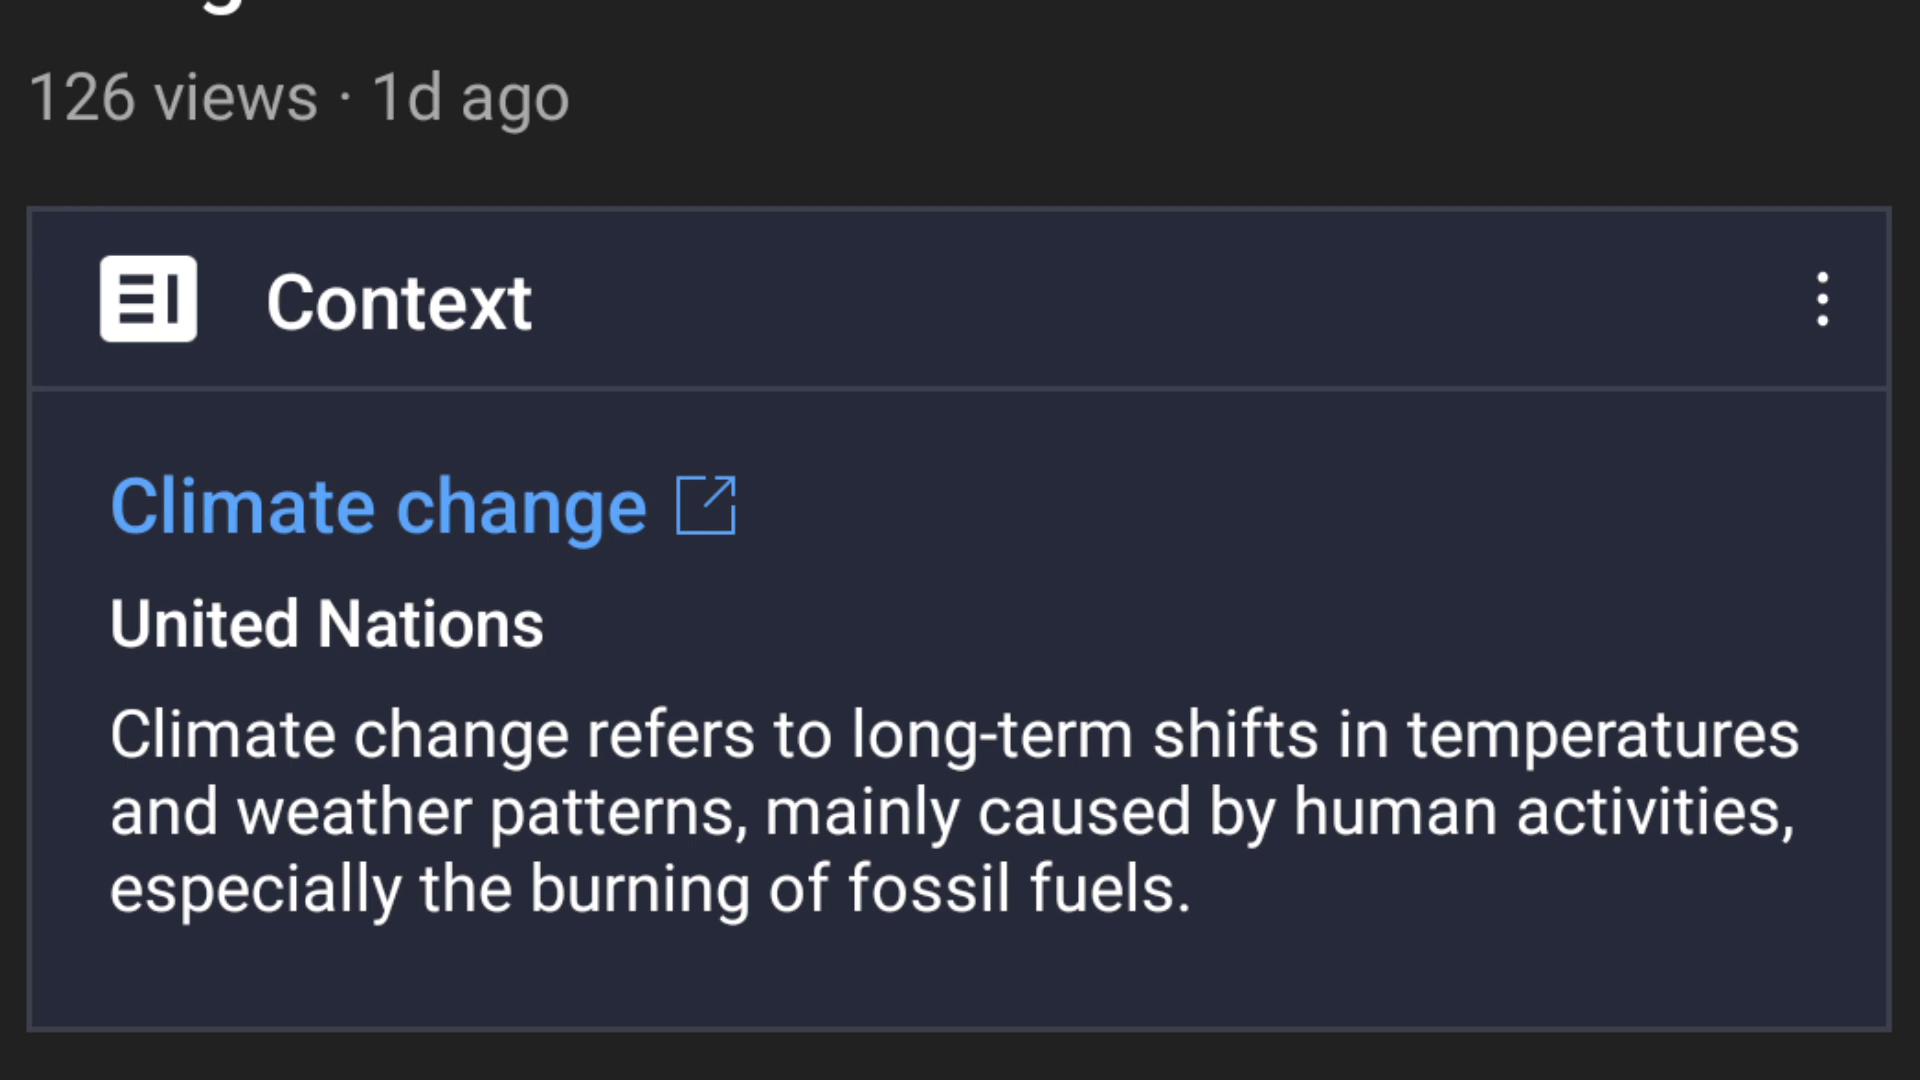 126 views · 1d ago
Context
Climate change
United Nations
Climate change refers to long-term shifts in temperatures
and weather patterns, mainly caused by human activities,
especially the burning of fossil fuels.